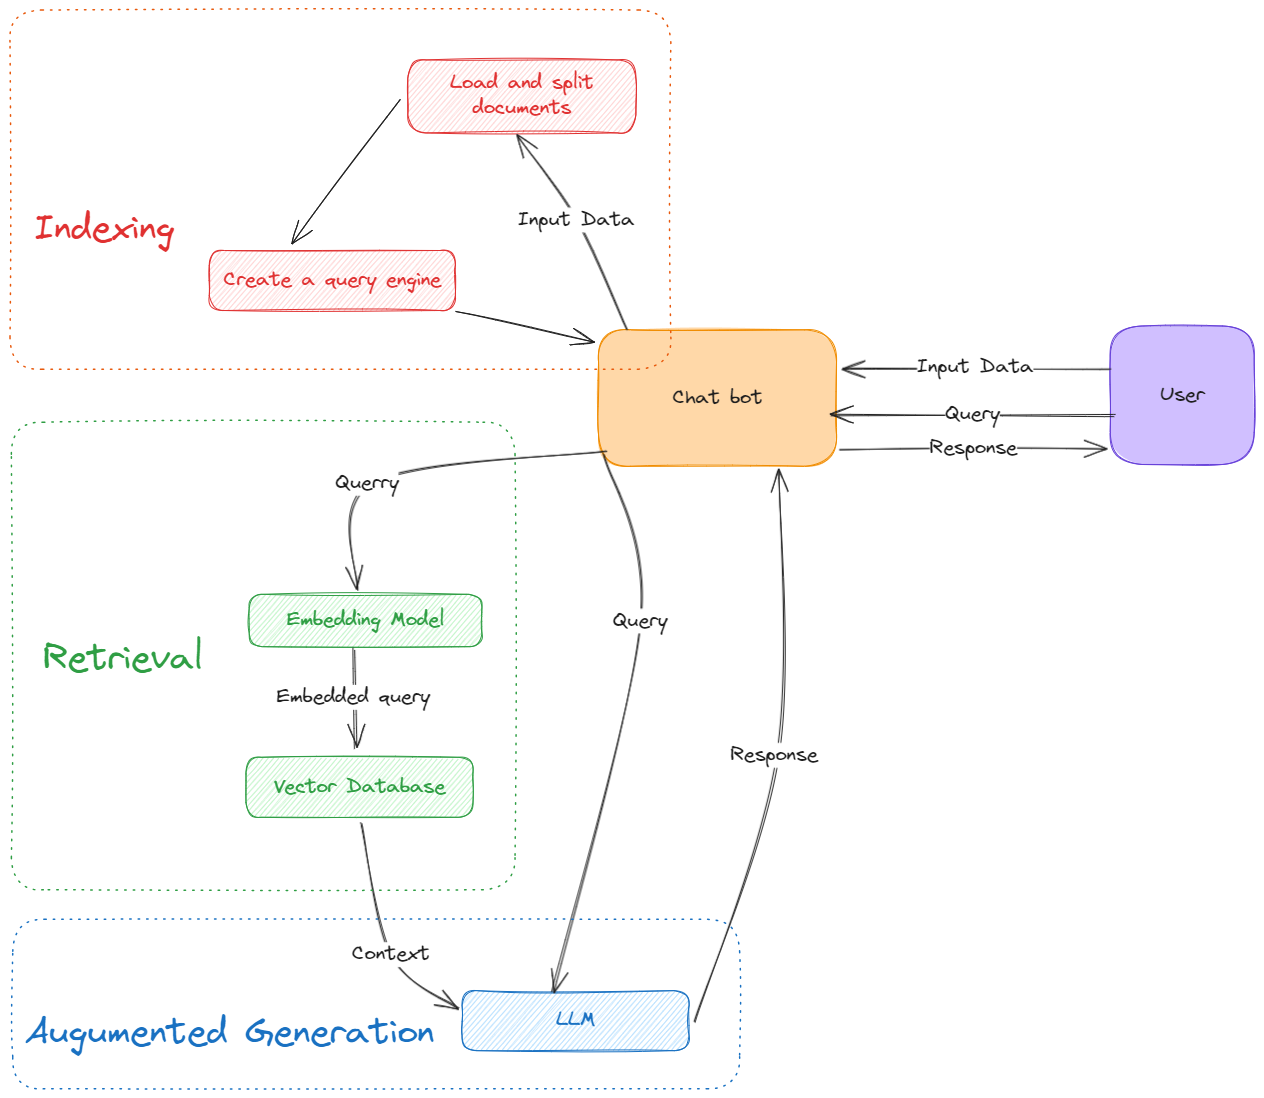 Load and split
documents
Input Data
Indexing
Create a query engine
Chat bot
Input Data
Query
Response
User
Querry
Query
Embedding Model
Retrieval
Embedded query
Vector Database
Response
Context
LLM
Augumented Generation